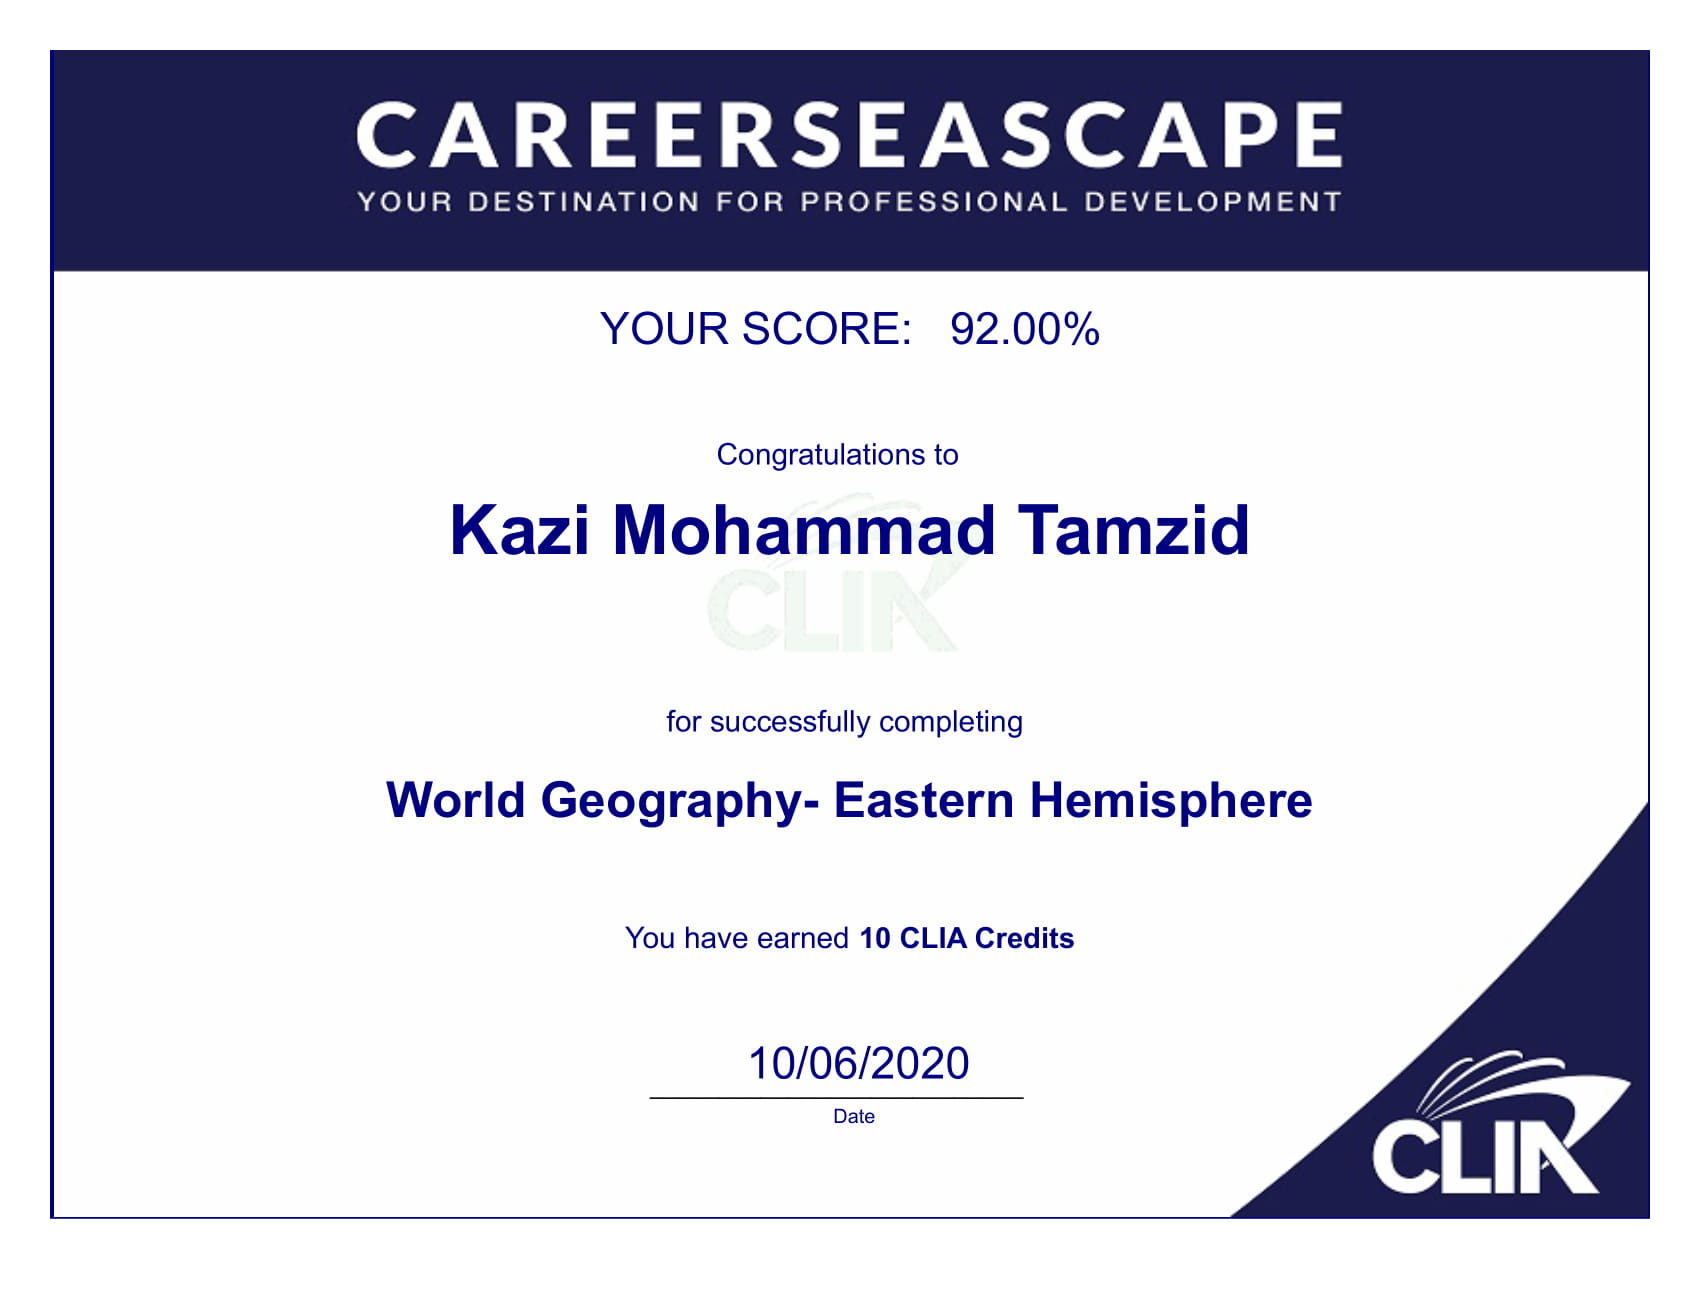 CAREERSEASCAPE
YOUR DESTINATION FOR PROFESSIONAL DEVELOPMENT
YOUR SCORE: 92.00%
Congratulations to
Kazi Mohammad Tamzid
CLIA
for successfully completing
World Geography- Eastern Hemisphere
You have earned 10 CLIA Credits
10/06/2020
Date
CLIA